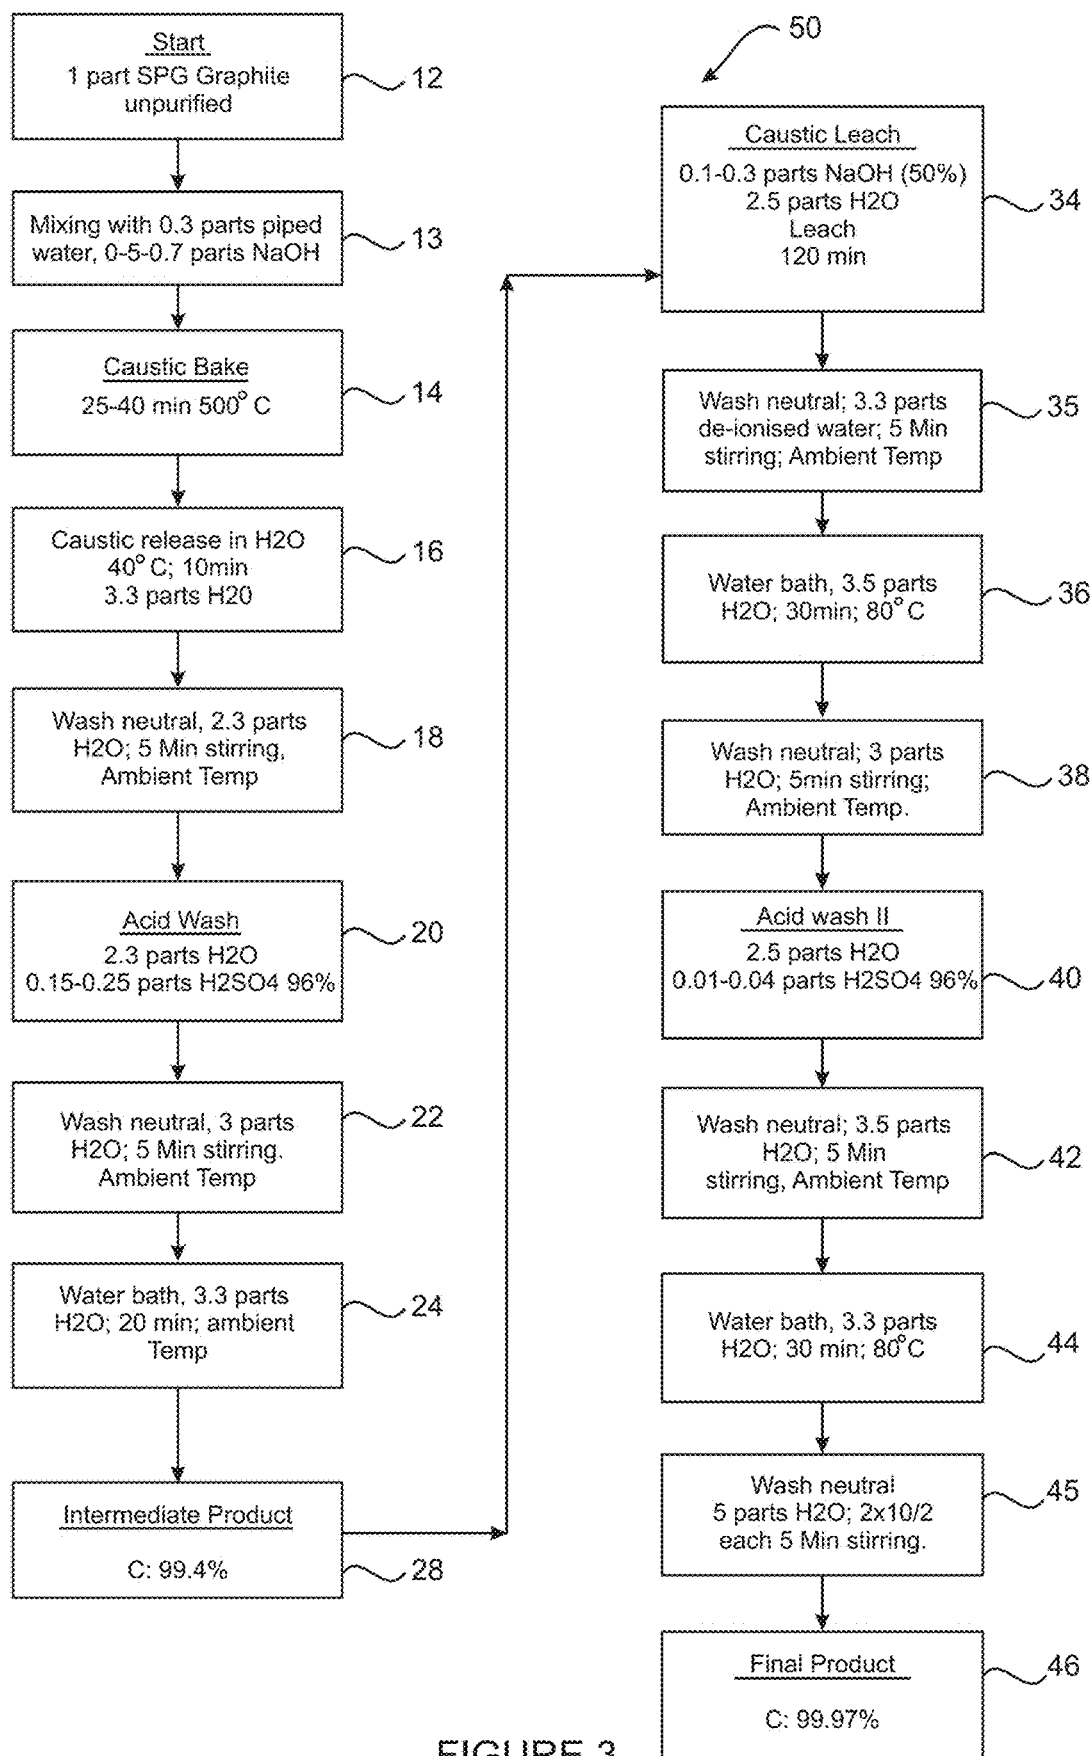 Start
1 part SPG Graphite
unpurified
12
Mixing with 0.3 parts piped
water, 0-5-0.7 parts NaOH
13
Caustic Bake
25-40 min 500° C
14
Caustic release in H2O
40° C; 10min
3.3 parts H20
16
Wash neutral, 2.3 parts
H2O; 5 Min stirring,
Ambient Temp
18
Acid Wash
2.3 parts H2O
0.15-0.25 parts H2SO4 96%
20
Wash neutral, 3 parts
H2O; 5 Min stirring.
Ambient Temp
22
Water bath, 3.3 parts
H2O; 20 min; ambient
Temp
24
Intermediate Product
C: 99.4%
28
50
Caustic Leach
0.1-0.3 parts NaOH (50%)
2.5 parts H2O
Leach
120 min
34
Wash neutral; 3.3 parts
de-ionised water; 5 Min
stirring; Ambient Temp
35
Water bath, 3.5 parts
H2O; 30min; 80° C
36
Wash neutral; 3 parts
H2O; 5min stirring;
Ambient Temp.
38
Acid wash II
2.5 parts H2O
0.01-0.04 parts H2SO4 96%
40
Wash neutral; 3.5 parts
H2O; 5 Min
stirring, Ambient Temp
42
Water bath, 3.3 parts
H2O; 30 min; 80°C
44
Wash neutral
5 parts H2O; 2x10/2
each 5 Min stirring.
45
Final Product
C: 99.97%
46
FIGURE 3